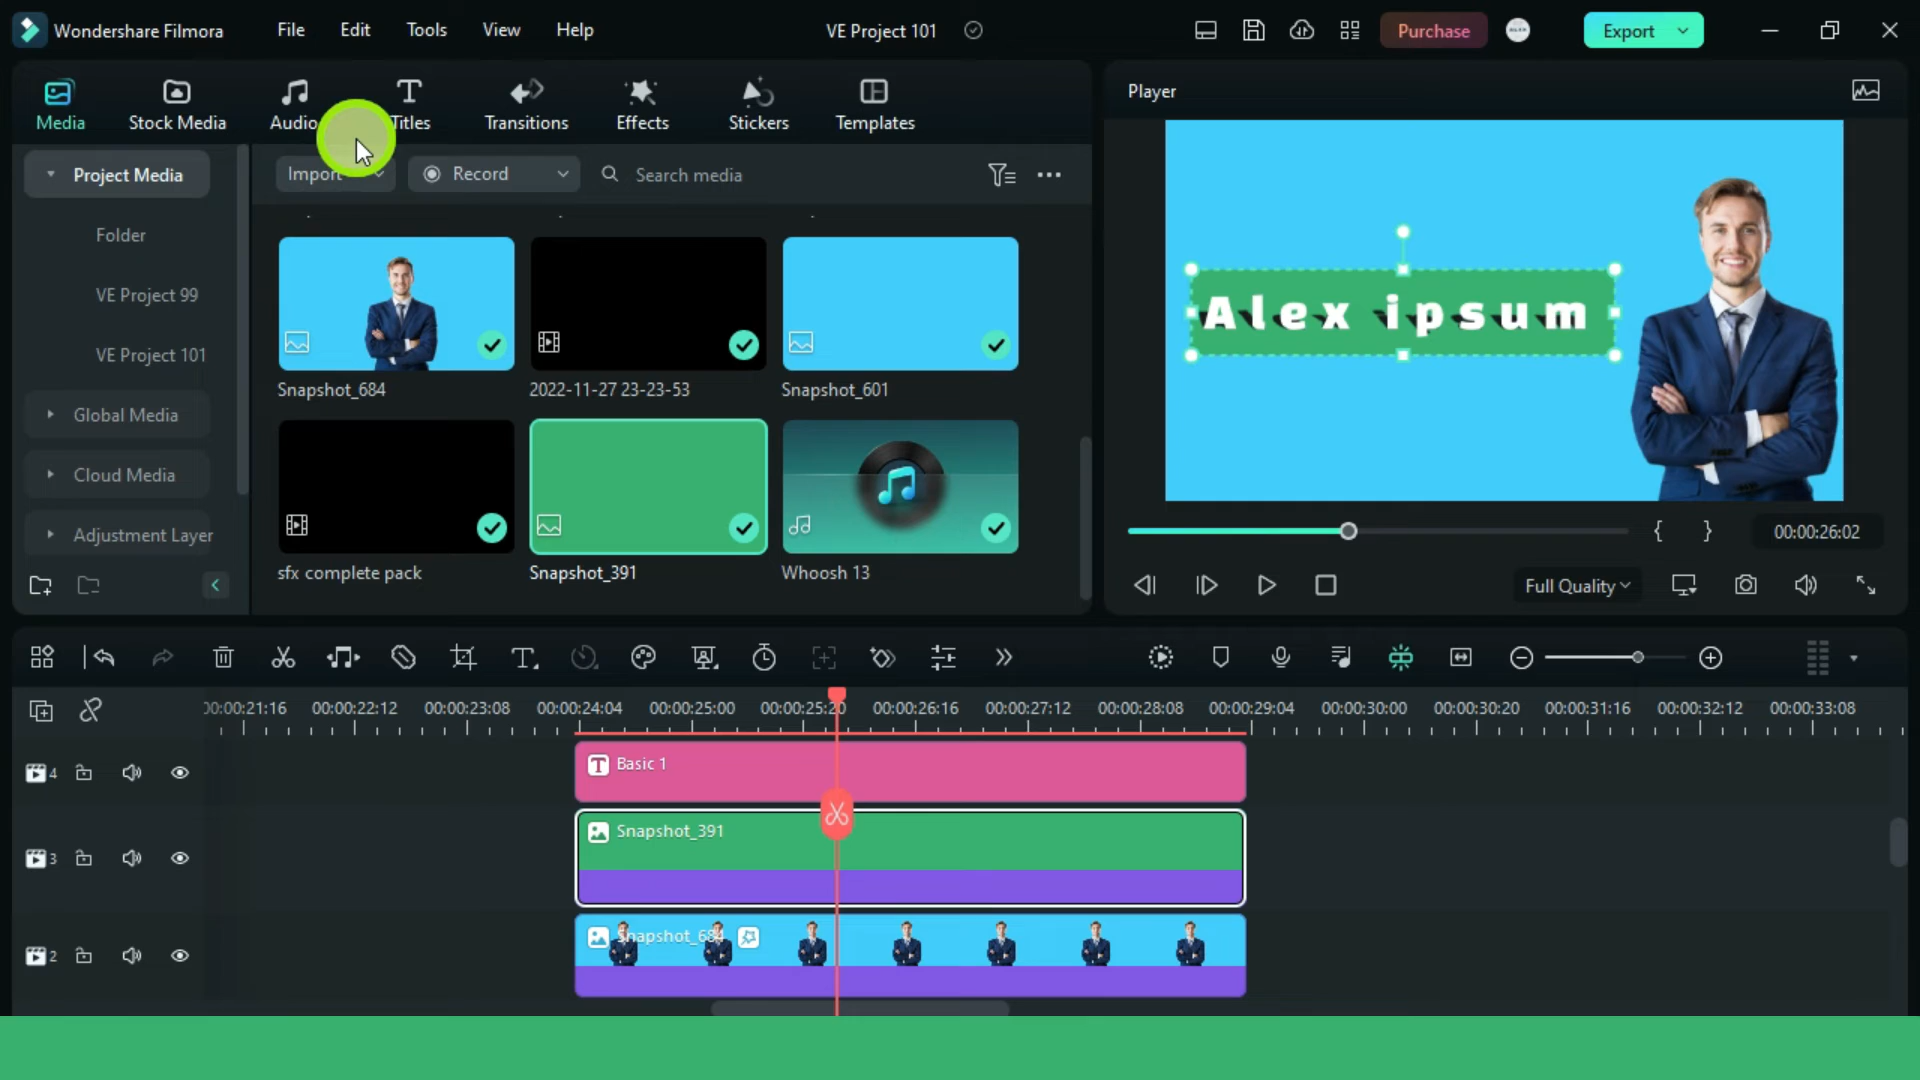 Wondershare Filmora
File Edit Tools View Help
VE Project 101
Purchase
Export
Media Stock Media Audio Titles Transitions Effects Stickers Templates
Player
Project Media
Import
Record
Search media
Folder
VE Project 99
VE Project 101
Global Media
Cloud Media
Adjustment Layer
Snapshot_684
2022-11-27 23-23-53
Snapshot_601
sfx complete pack
Snapshot_391
Whoosh 13
Alex ipsum
00:00:26:02
Full Quality
00:00:21:16 00:00:22:12 00:00:23:08 00:00:24:04 00:00:25:00 00:00:25:20 00:00:26:16 00:00:27:12 00:00:28:08 00:00:29:04 00:00:30:00 00:00:30:20 00:00:31:16 00:00:32:12 00:00:33:08
4
Basic 1
3
Snapshot_391
2
Snapshot_684